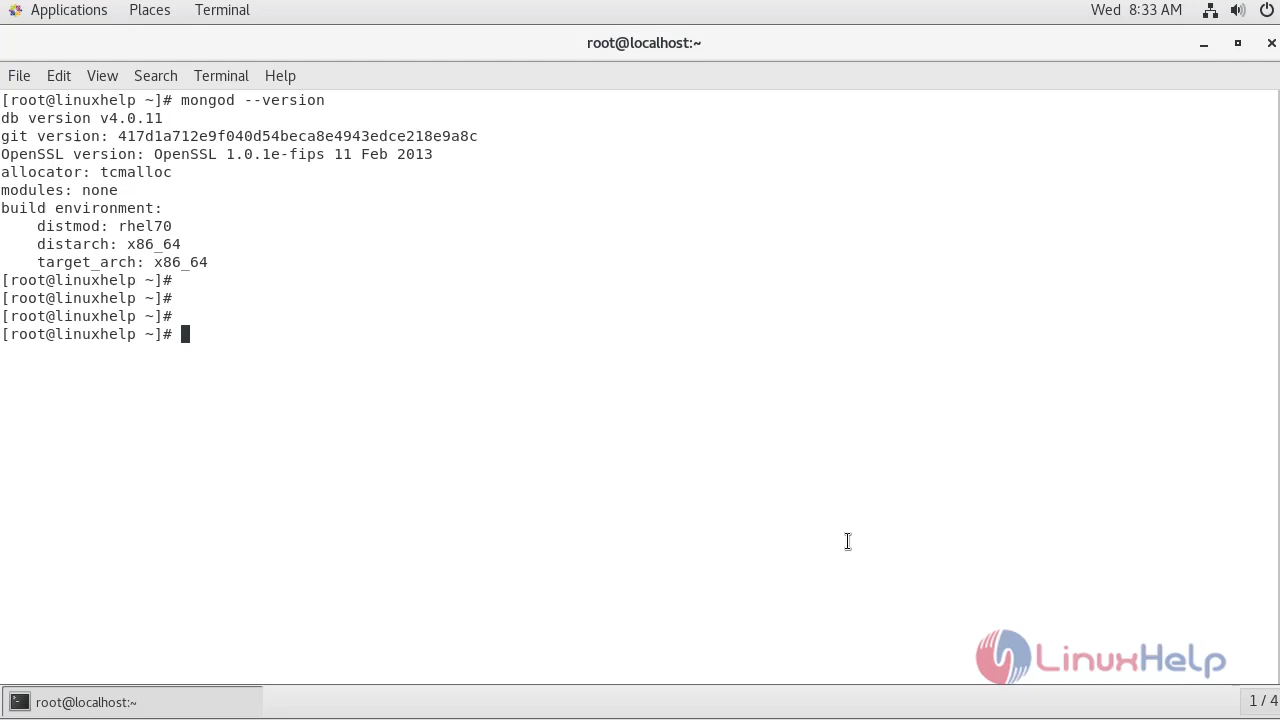 Applications Places Terminal Wed 8:33 AM
root@localhost:~
File Edit View Search Terminal Help
[root@linuxhelp ~]# mongod --version
db version v4.0.11
git version: 417d1a712e9f040d54beca8e4943edce218e9a8c
OpenSSL version: OpenSSL 1.0.1e-fips 11 Feb 2013
allocator: tcmalloc
modules: none
build environment:
    distmod: rhel70
    distarch: x86_64
    target_arch: x86_64
[root@linuxhelp ~]#
[root@linuxhelp ~]#
[root@linuxhelp ~]#
[root@linuxhelp ~]#
LinuxHelp
root@localhost:~ 1 / 4